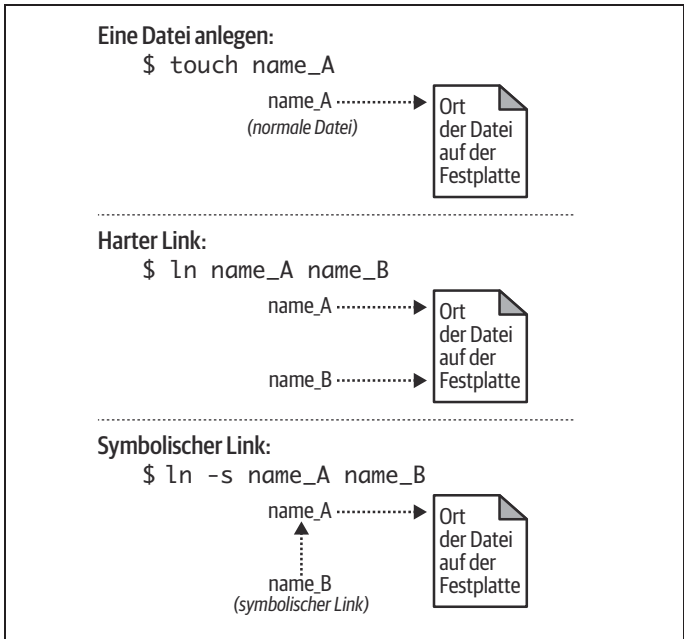 Eine Datei anlegen:
$ touch name_A
name_A
(normale Datei)
Ort
der Datei
auf der
Festplatte
Harter Link:
$ ln name_A name_B
name_A
name_B
Ort
der Datei
auf der
Festplatte
Symbolischer Link:
$ ln -s name_A name_B
name_A
name_B
(symbolischer Link)
Ort
der Datei
auf der
Festplatte